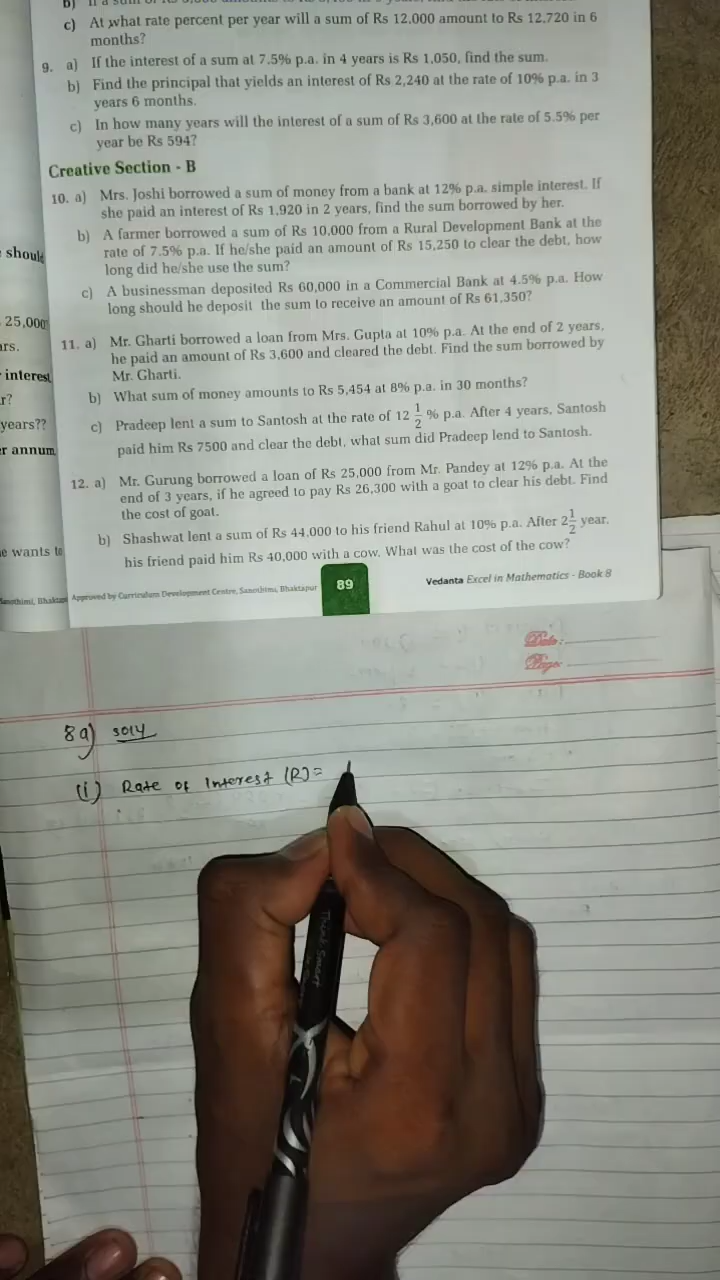 c) At what rate percent per year will a sum of Rs 12,000 amount to Rs 12,720 in 6
months?
9. a) If the interest of a sum at 7.5% p.a. in 4 years is Rs 1,050, find the sum.
b) Find the principal that yields an interest of Rs 2,240 at the rate of 10% p.a. in 3
years 6 months.
c) In how many years will the interest of a sum of Rs 3,600 at the rate of 5.5% per
year be Rs 594?
Creative Section - B
10. a) Mrs. Joshi borrowed a sum of money from a bank at 12% p.a. simple interest. If
she paid an interest of Rs 1,920 in 2 years, find the sum borrowed by her.
b) A farmer borrowed a sum of Rs 10,000 from a Rural Development Bank at the
rate of 7.5% p.a. If he/she paid an amount of Rs 15,250 to clear the debt, how
long did he/she use the sum?
c) A businessman deposited Rs 60,000 in a Commercial Bank at 4.5% p.a. How
long should he deposit the sum to receive an amount of Rs 61,350?
11. a) Mr. Gharti borrowed a loan from Mrs. Gupta at 10% p.a. At the end of 2 years,
he paid an amount of Rs 3,600 and cleared the debt. Find the sum borrowed by
Mr. Gharti.
b) What sum of money amounts to Rs 5,454 at 8% p.a. in 30 months?
c) Pradeep lent a sum to Santosh at the rate of 12 1/2 % p.a. After 4 years, Santosh
paid him Rs 7500 and clear the debt, what sum did Pradeep lend to Santosh.
12. a) Mr. Gurung borrowed a loan of Rs 25,000 from Mr. Pandey at 12% p.a. At the
end of 3 years, if he agreed to pay Rs 26,300 with a goat to clear his debt. Find
the cost of goat.
b) Shashwat lent a sum of Rs 44,000 to his friend Rahul at 10% p.a. After 2 1/2 year,
his friend paid him Rs 40,000 with a cow. What was the cost of the cow?
Approved by Curriculum Development Centre, Sanothimi, Bhaktapur
89
Vedanta Excel in Mathematics - Book 8
should
25,000
interest
years??
r annum
e wants to
Date:
Page:
8a) soln
(i) Rate of Interest (R) =